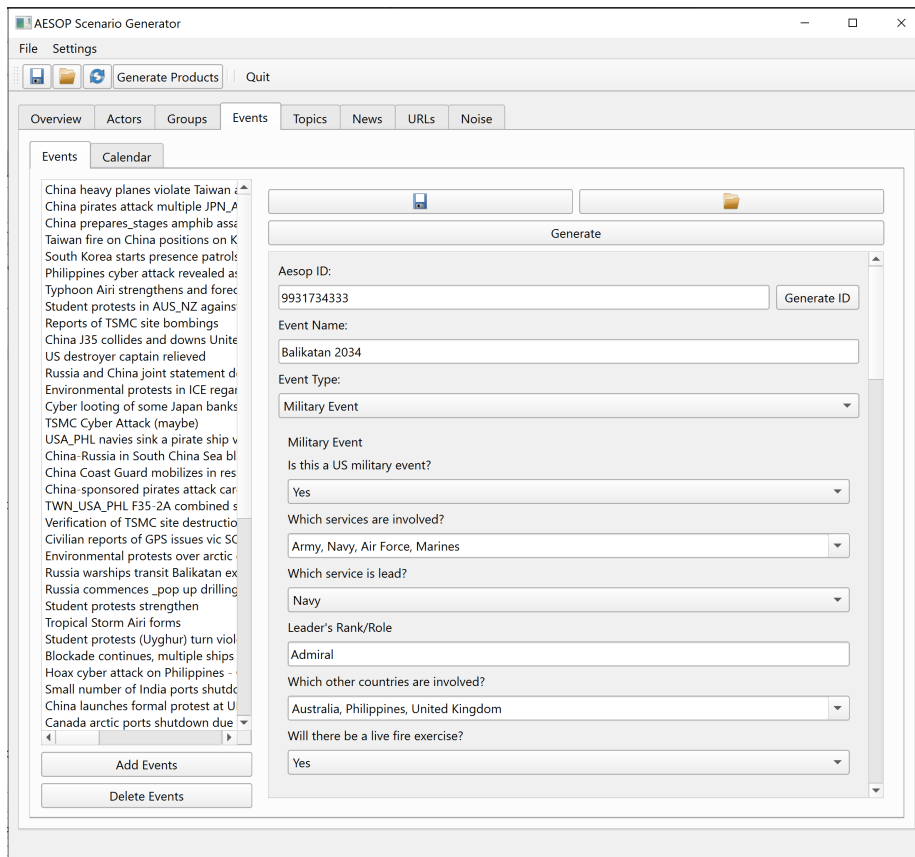 AESOP Scenario Generator
File Settings
Generate Products Quit
Overview Actors Groups Events Topics News URLs Noise
Events Calendar
China heavy planes violate Taiwan a
China pirates attack multiple JPN_A
China prepares_stages amphib assa
Taiwan fire on China positions on K
South Korea starts presence patrols
Philippines cyber attack revealed as
Typhoon Airi strengthens and forec
Student protests in AUS_NZ agains
Reports of TSMC site bombings
China J35 collides and downs Unite
US destroyer captain relieved
Russia and China joint statement d
Environmental protests in ICE regar
Cyber looting of some Japan banks
TSMC Cyber Attack (maybe)
USA_PHL navies sink a pirate ship v
China-Russia in South China Sea bl
China Coast Guard mobilizes in res
China-sponsored pirates attack car
TWN_USA_PHL F35-2A combined s
Verification of TSMC site destructio
Civilian reports of GPS issues vic SC
Environmental protests over arctic
Russia warships transit Balikatan ex
Russia commences _pop up drilling
Student protests strengthen
Tropical Storm Airi forms
Student protests (Uyghur) turn viol
Blockade continues, multiple ships
Hoax cyber attack on Philippines -
Small number of India ports shutdo
China launches formal protest at U
Canada arctic ports shutdown due
Add Events
Delete Events
Generate
Aesop ID:
9931734333 Generate ID
Event Name:
Balikatan 2034
Event Type:
Military Event
Military Event
Is this a US military event?
Yes
Which services are involved?
Army, Navy, Air Force, Marines
Which service is lead?
Navy
Leader's Rank/Role
Admiral
Which other countries are involved?
Australia, Philippines, United Kingdom
Will there be a live fire exercise?
Yes